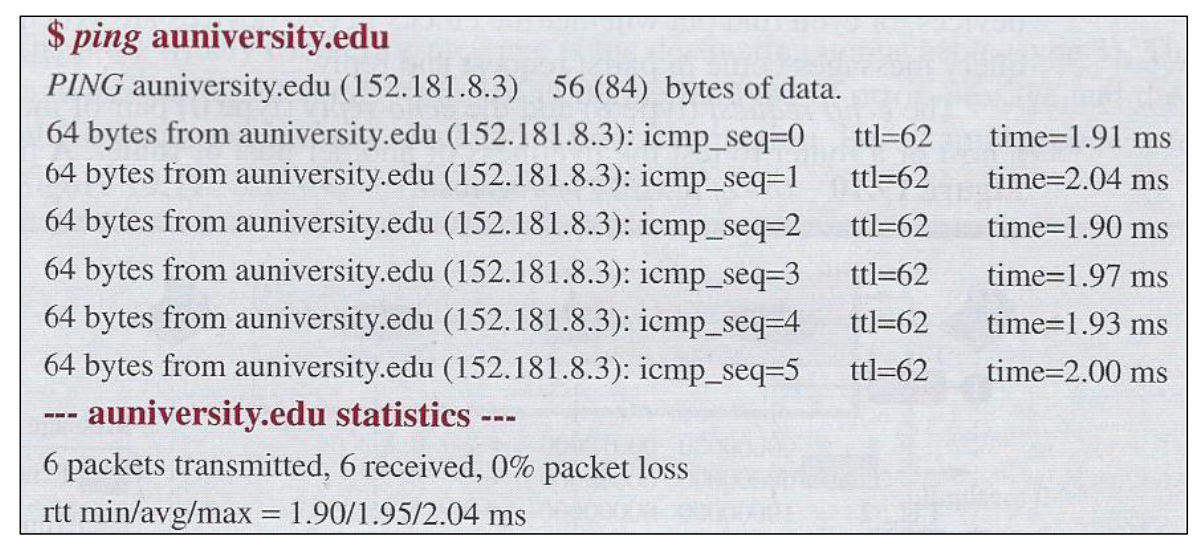 $ ping auniversity.edu
PING auniversity.edu (152.181.8.3) 56 (84) bytes of data.
64 bytes from auniversity.edu (152.181.8.3): icmp_seq=0 ttl=62 time=1.91 ms
64 bytes from auniversity.edu (152.181.8.3): icmp_seq=1 ttl=62 time=2.04 ms
64 bytes from auniversity.edu (152.181.8.3): icmp_seq=2 ttl=62 time=1.90 ms
64 bytes from auniversity.edu (152.181.8.3): icmp_seq=3 ttl=62 time=1.97 ms
64 bytes from auniversity.edu (152.181.8.3): icmp_seq=4 ttl=62 time=1.93 ms
64 bytes from auniversity.edu (152.181.8.3): icmp_seq=5 ttl=62 time=2.00 ms
--- auniversity.edu statistics ---
6 packets transmitted, 6 received, 0% packet loss
rtt min/avg/max = 1.90/1.95/2.04 ms